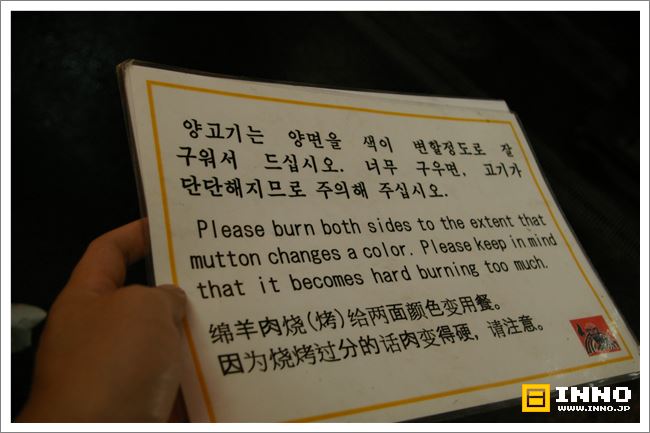 양고기는 양면을 색이 변할정도로 잘
구워서 드십시오. 너무 구우면, 고기가
단단해지므로 주의해 주십시오.
Please burn both sides to the extent that
mutton changes a color. Please keep in mind
that it becomes hard burning too much.
绵羊肉烧(烤)给两面颜色变用餐。
因为烧烤过分的话肉变得硬, 请注意。
日 INNO
WWW.INNO.JP